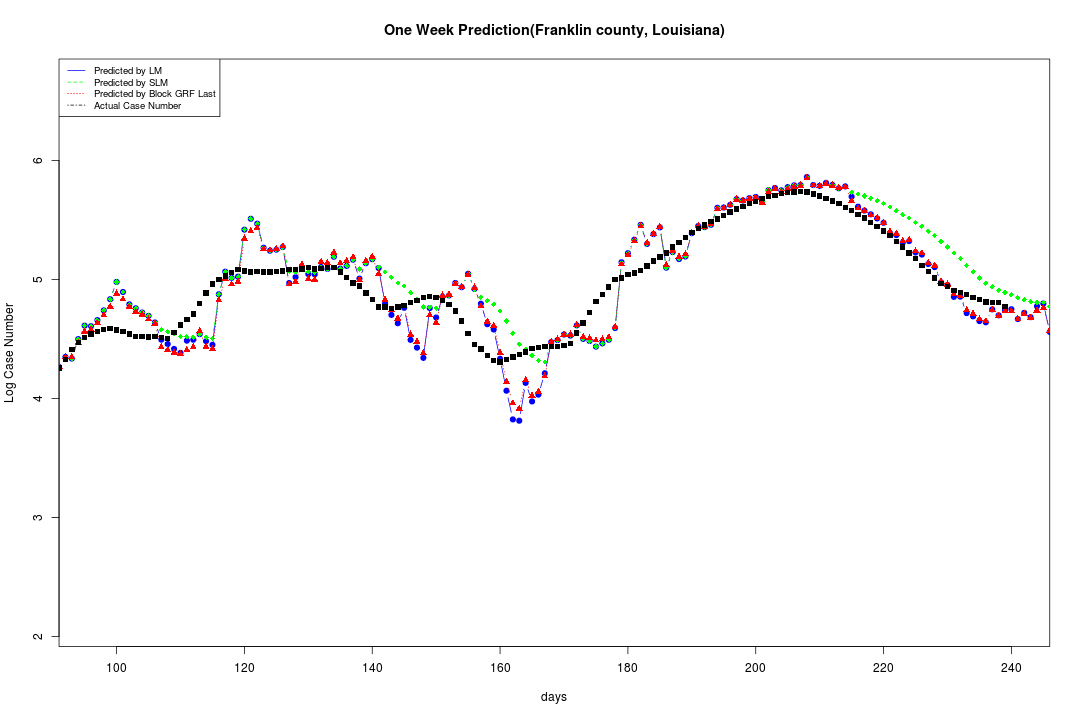 One Week Prediction(Franklin county, Louisiana)
Predicted by LM
Predicted by SLM
Predicted by Block GRF Last
Actual Case Number
6
5
4
3
2
Log Case Number
100 120 140 160 180 200 220 240
days